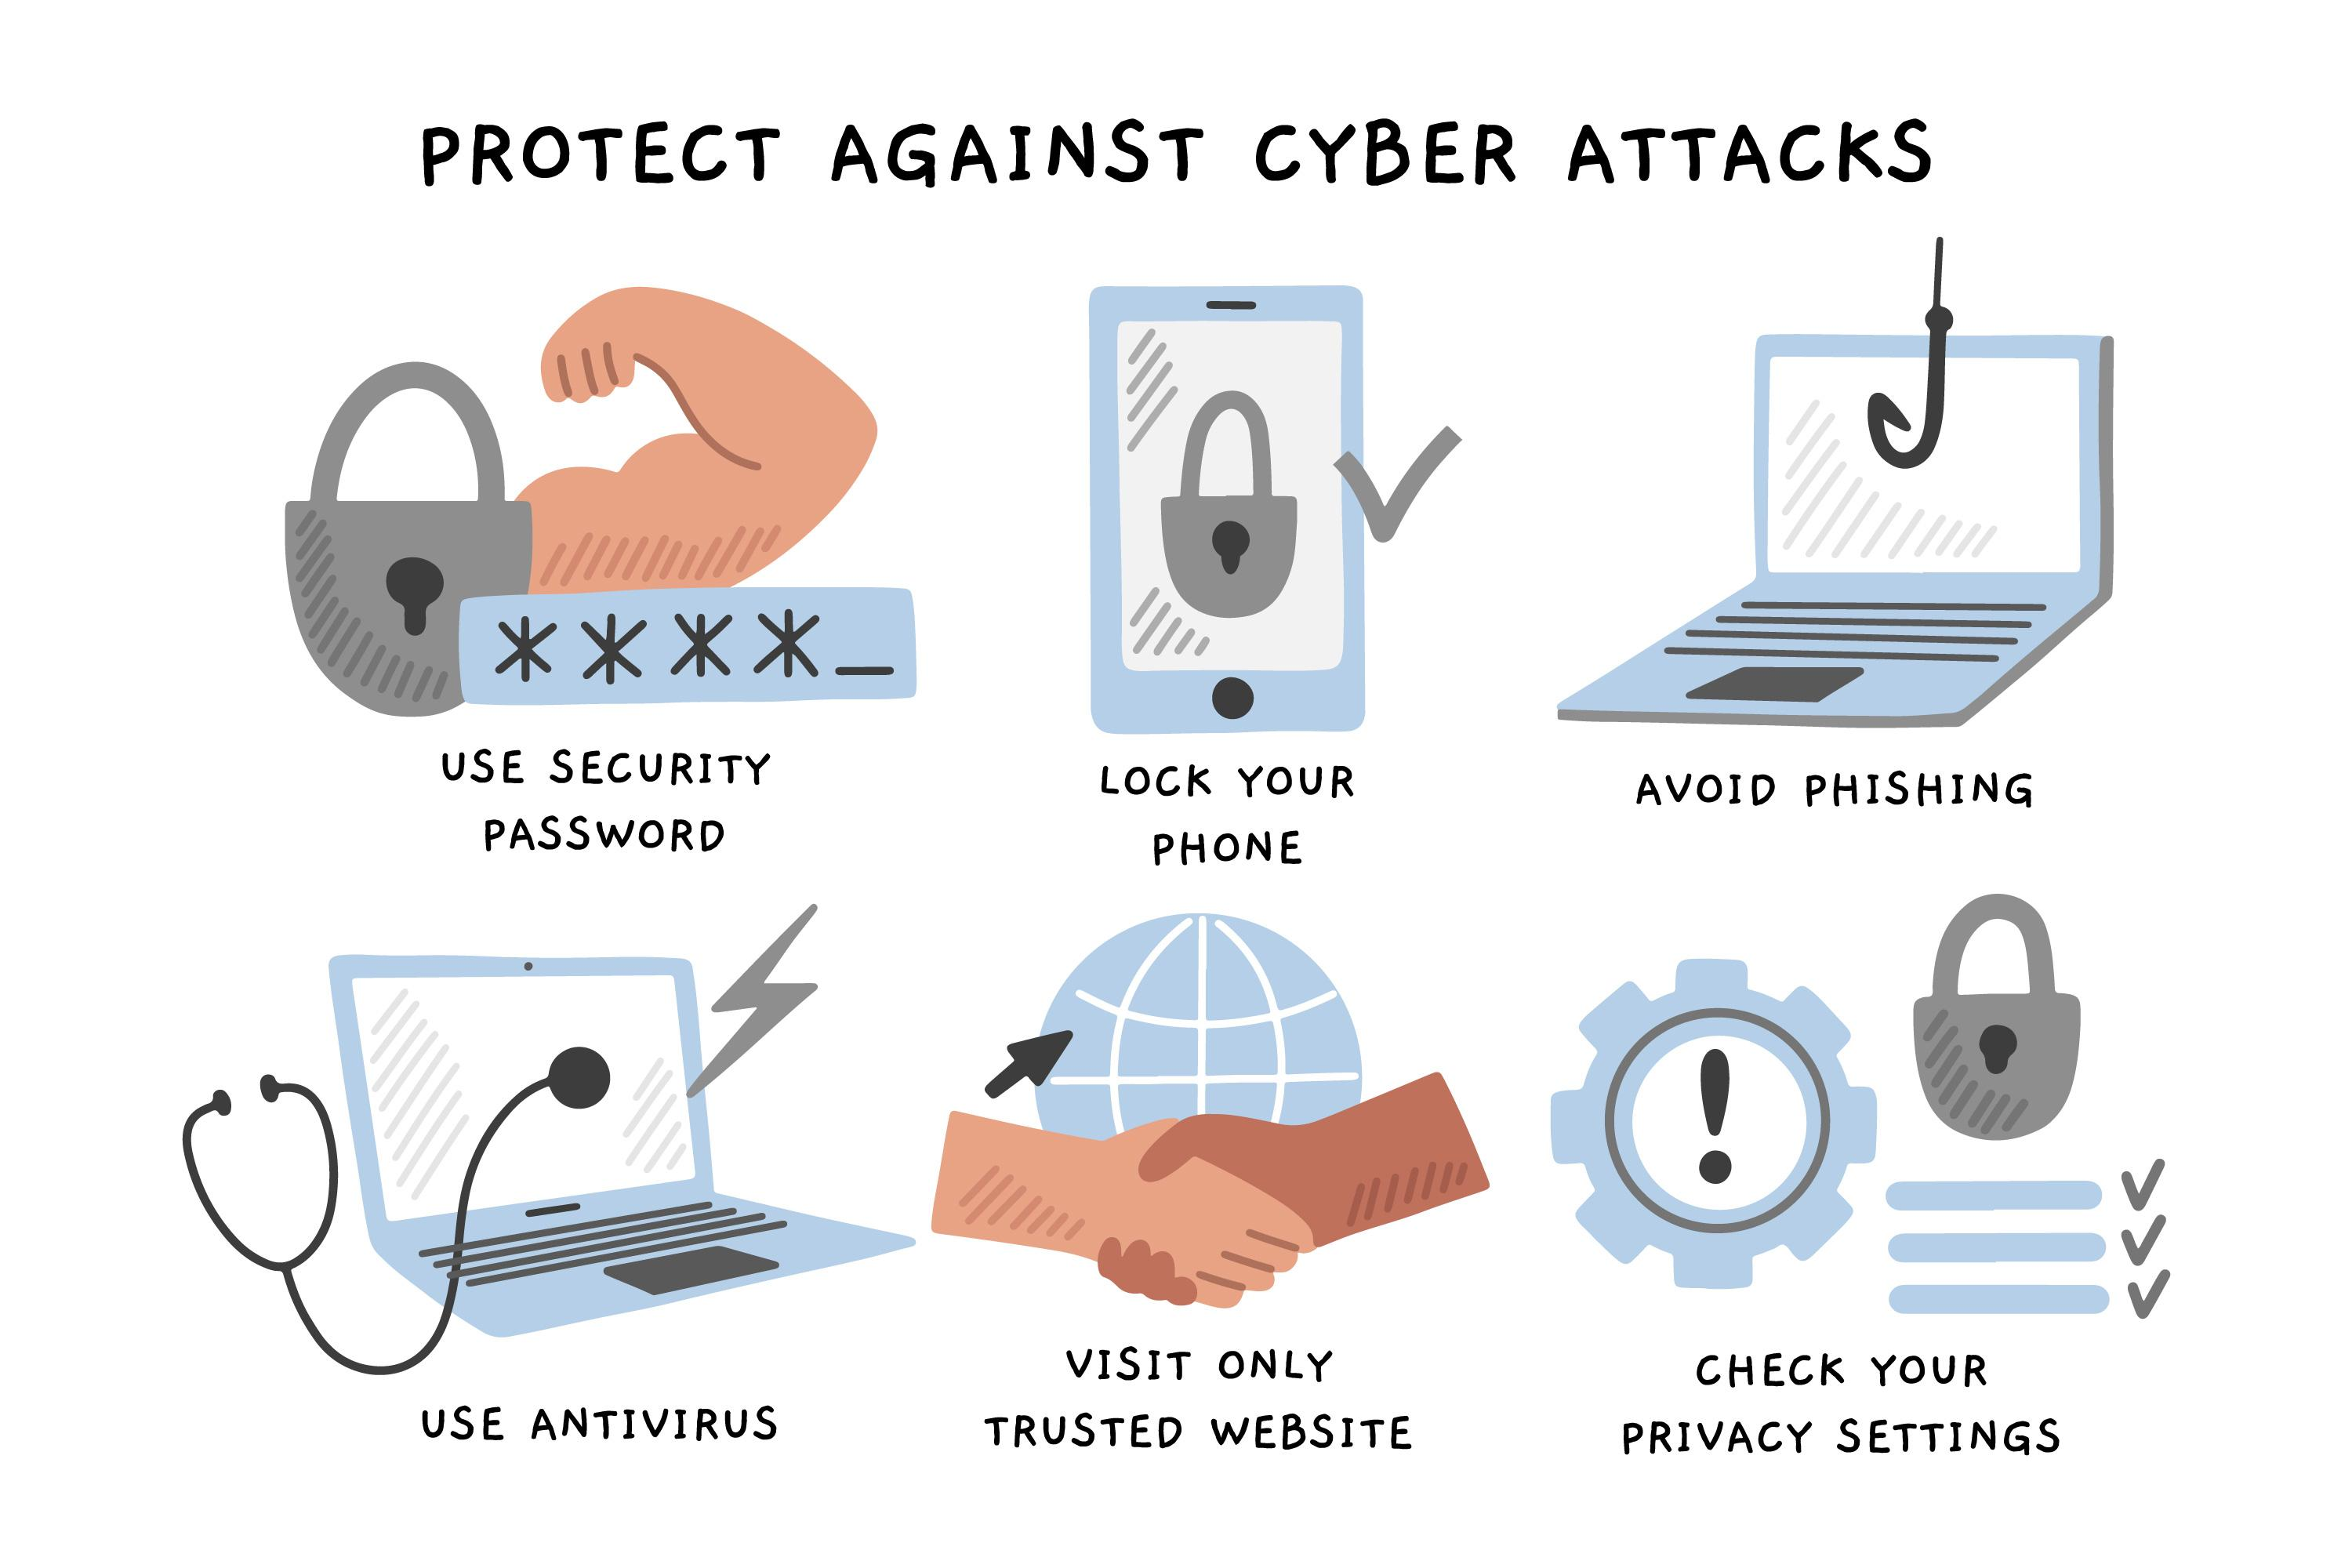 PROTECT AGAINST CYBER ATTACKS
****_
USE SECURITY
PASSWORD
LOCK YOUR
PHONE
AVOID PHISHING
USE ANTIVIRUS
VISIT ONLY
TRUSTED WEBSITE
CHECK YOUR
PRIVACY SETTINGS